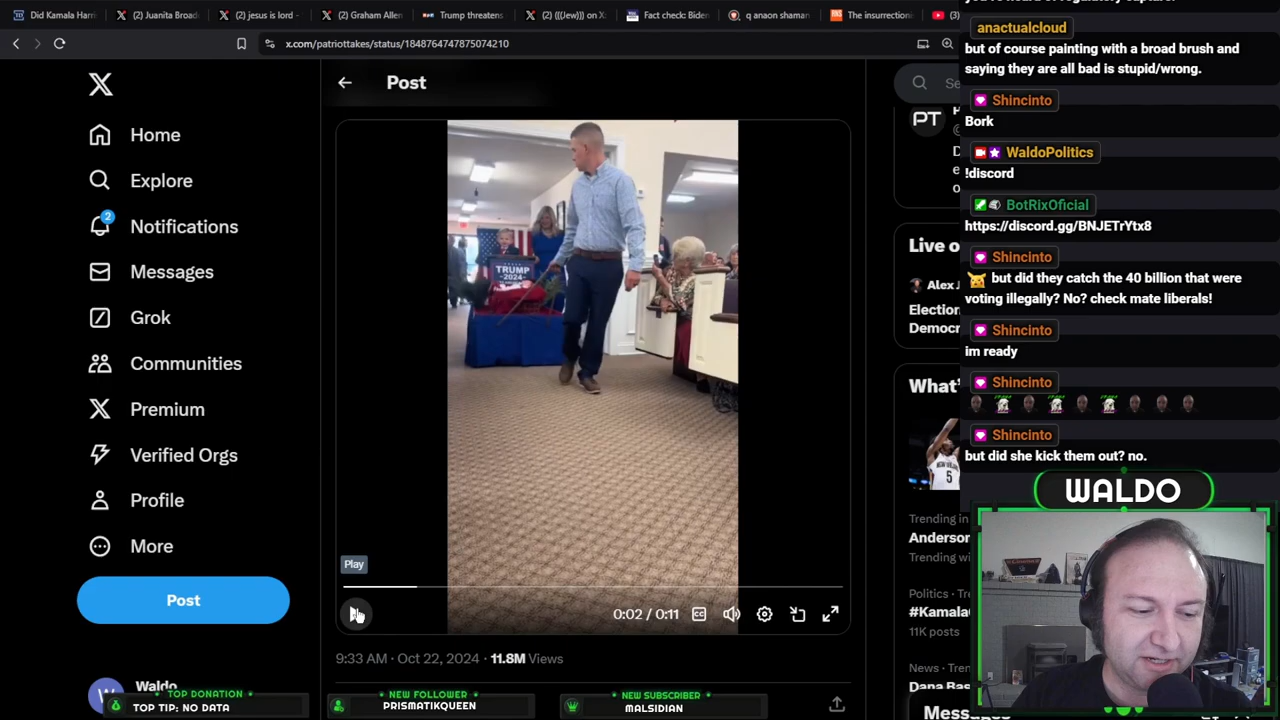 Did Kamala Harri
(2) Juanita Broad
(2) jesus is lord -
(2) Graham Allen
Trump threatens
(2) (((Jew))) on X
Fact check: Biden
q anaon shaman
The insurrection
(3)
x.com/patriottakes/status/1848764747875074210
Post
Home
Explore
2
Notifications
Messages
Grok
Communities
Premium
Verified Orgs
Profile
More
Post
Waldo
TRUMP
2024
Play
0:02 / 0:11
9:33 AM · Oct 22, 2024 · 11.8M Views
Se
PT
Live o
Alex J
Election
Democr
What'
Trending in
Anderson
Trending wi
Politics · Tre
#Kamala
11K posts
News · Tren
Dana Bas
Messages
anactualcloud
but of course painting with a broad brush and
saying they are all bad is stupid/wrong.
Shincinto
Bork
WaldoPolitics
!discord
BotRixOficial
https://discord.gg/BNJETrYtx8
Shincinto
but did they catch the 40 billion that were
voting illegally? No? check mate liberals!
Shincinto
im ready
Shincinto
Shincinto
but did she kick them out? no.
WALDO
TOP DONATION
TOP TIP: NO DATA
NEW FOLLOWER
PRISMATIKQUEEN
NEW SUBSCRIBER
MALSIDIAN